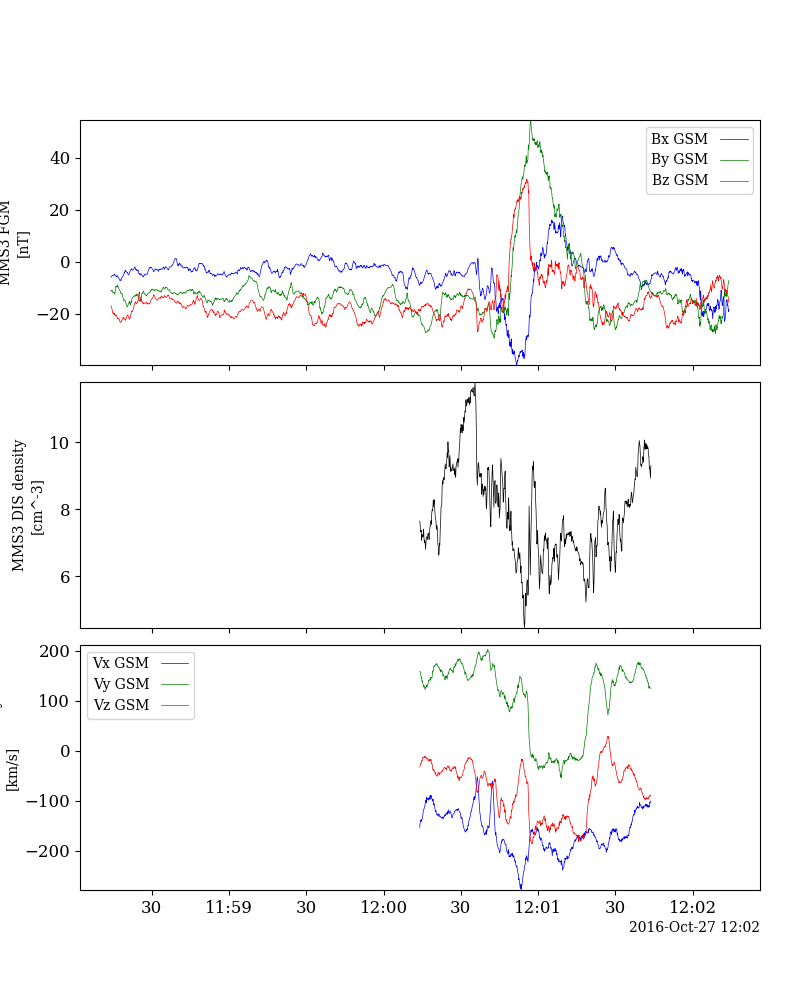 MMS3 FGM
[nT]
40
20
0
−20
Bx GSM
By GSM
Bz GSM
MMS3 DIS density
[cm^-3]
10
8
6
[km/s]
200
100
0
−100
−200
Vx GSM
Vy GSM
Vz GSM
30 11:59 30 12:00 30 12:01 30 12:02
2016-Oct-27 12:02